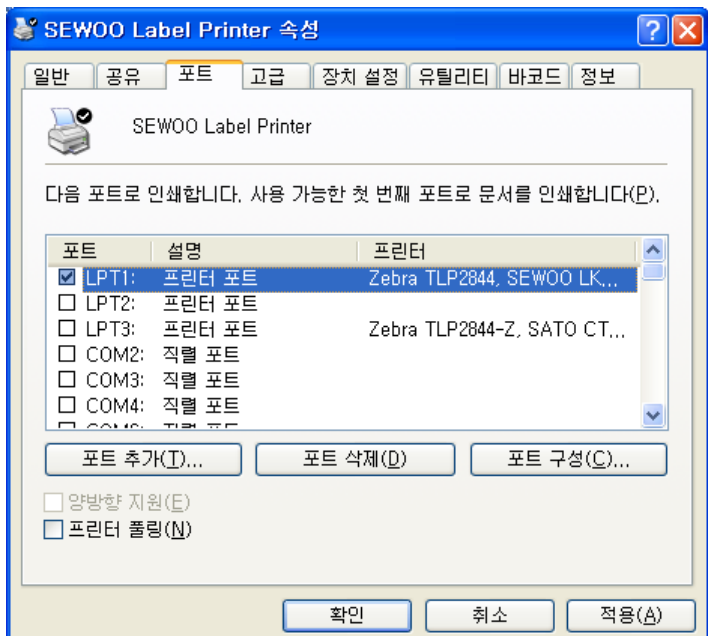 SEWOO Label Printer 속성
일반 공유 포트 고급 장치 설정 유틸리티 바코드 정보
SEWOO Label Printer
다음 포트로 인쇄합니다. 사용 가능한 첫 번째 포트로 문서를 인쇄합니다(P).
포트 설명 프린터
LPT1: 프린터 포트 Zebra TLP2844, SEWOO LK...
LPT2: 프린터 포트
LPT3: 프린터 포트 Zebra TLP2844-Z, SATO CT...
COM2: 직렬 포트
COM3: 직렬 포트
COM4: 직렬 포트
포트 추가(T)... 포트 삭제(D) 포트 구성(C)...
양방향 지원(E)
프린터 풀링(N)
확인 취소 적용(A)